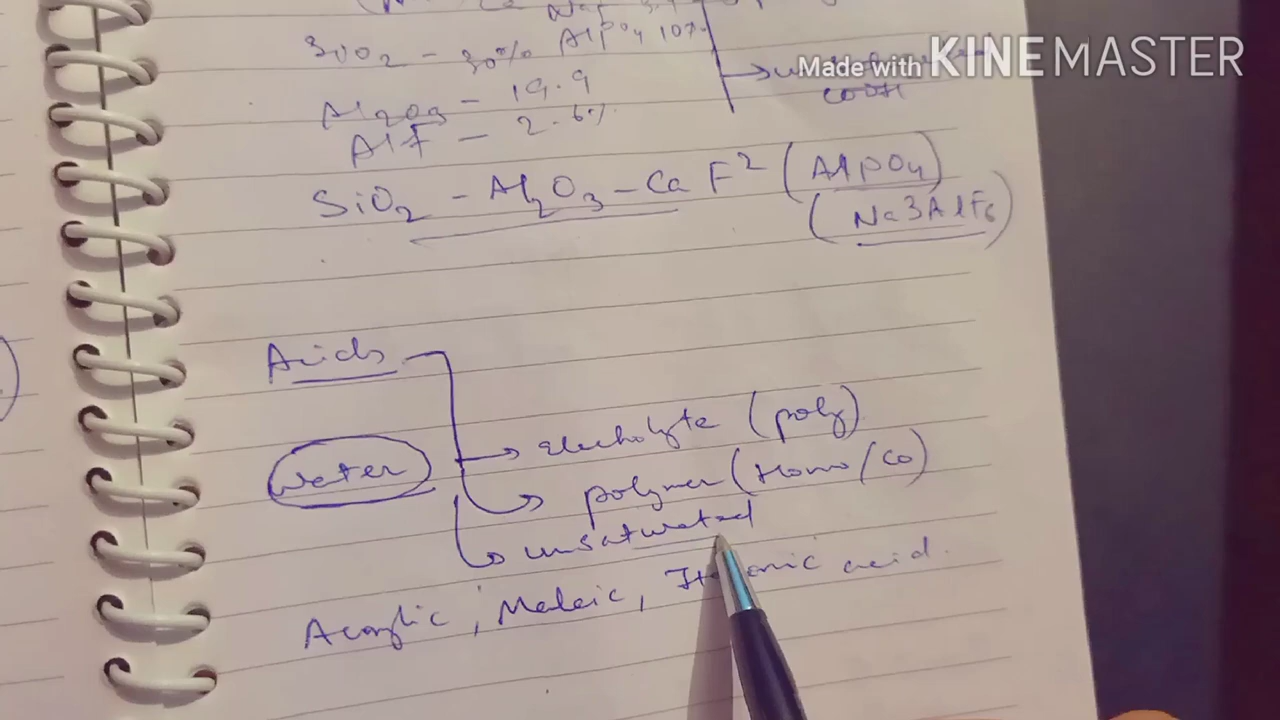 SiO2 - 30% AlPO4 10%
Made with KINEMASTER
Al2O3 - 19.9
COOH
AlF - 2.6%
SiO2 - Al2O3 - CaF2 (AlPO4)
(Na3AlF6)
Acids
→ Electrolyte (poly)
Water
→ polymer (Homo/co)
→ unsaturated
Acrylic, Maleic, Itaconic acid.